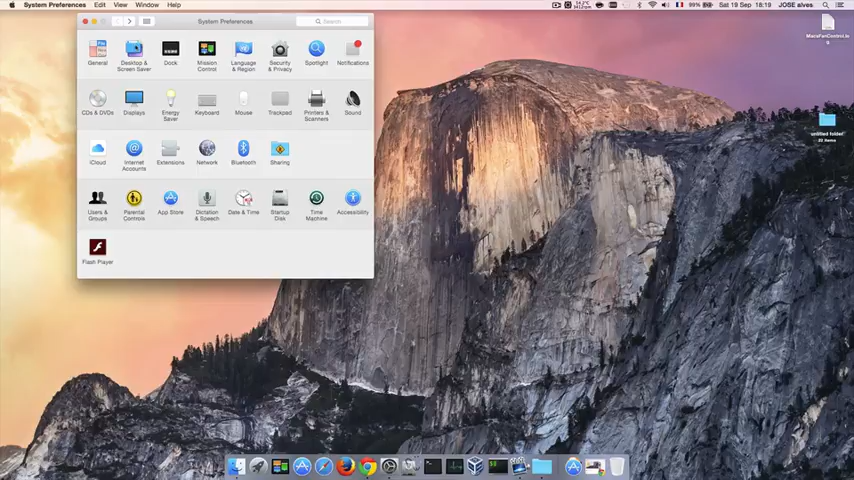 System Preferences Edit View Window Help
99% Sat 19 Sep 18:19 JOSE alves
System Preferences
Search
General
Desktop &
Screen Saver
Dock
Mission
Control
Language
& Region
Security
& Privacy
Spotlight
Notifications
CDs & DVDs
Displays
Energy
Saver
Keyboard
Mouse
Trackpad
Printers &
Scanners
Sound
iCloud
Internet
Accounts
Extensions
Network
Bluetooth
Sharing
Users &
Groups
Parental
Controls
App Store
Dictation
& Speech
Date & Time
Startup
Disk
Time
Machine
Accessibility
Flash Player
untitled folder